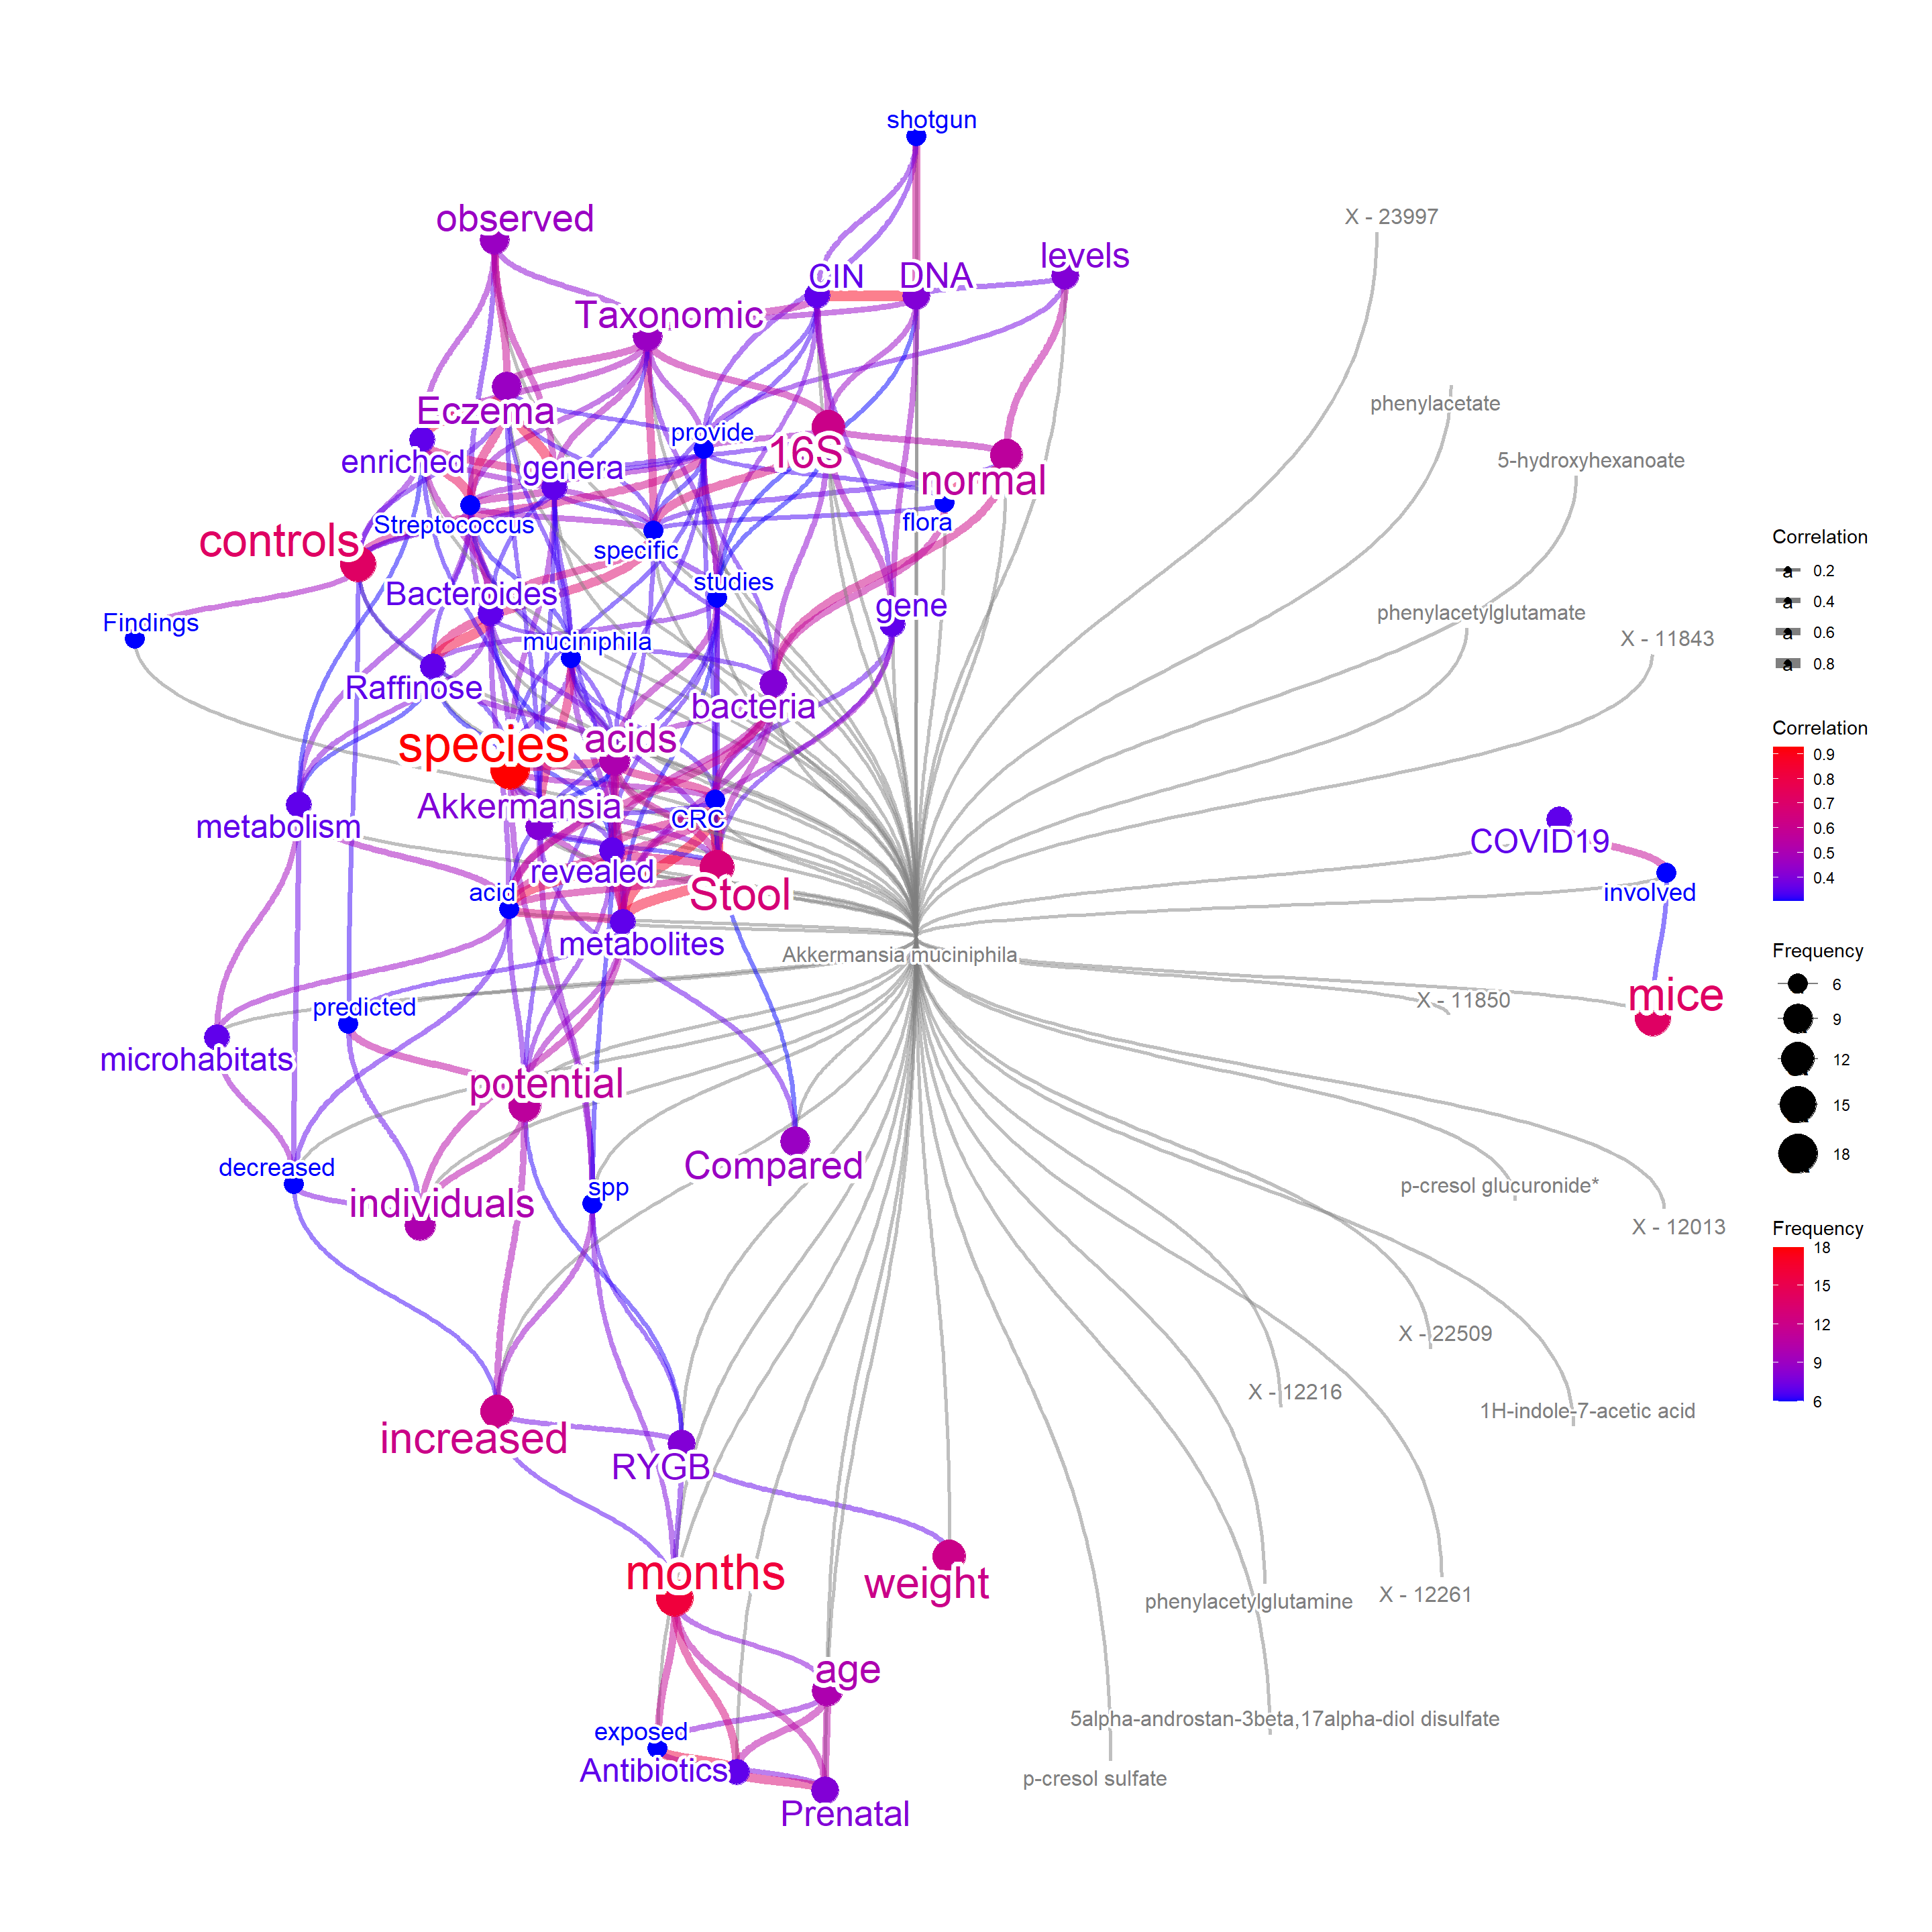 shotgun
observed
X - 23997
CIN
DNA
levels
Taxonomic
phenylacetate
Eczema
provide
enriched
genera
16S
normal
5-hydroxyhexanoate
Streptococcus
flora
controls
specific
studies
Bacteroides
gene
phenylacetylglutamate
Findings
muciniphila
X - 11843
Raffinose
bacteria
species
acids
Akkermansia
CRC
metabolism
COVID19
revealed
acid
Stool
involved
metabolites
Akkermansia muciniphila
predicted
X - 11850
mice
microhabitats
potential
decreased
Compared
spp
individuals
p-cresol glucuronide*
X - 12013
X - 22509
X - 12216
1H-indole-7-acetic acid
increased
RYGB
months
weight
phenylacetylglutamine
X - 12261
age
exposed
5alpha-androstan-3beta,17alpha-diol disulfate
Antibiotics
p-cresol sulfate
Prenatal
Correlation
a 0.2
a 0.4
a 0.6
a 0.8
Correlation
0.9
0.8
0.7
0.6
0.5
0.4
Frequency
6
9
12
15
18
Frequency
18
15
12
9
6